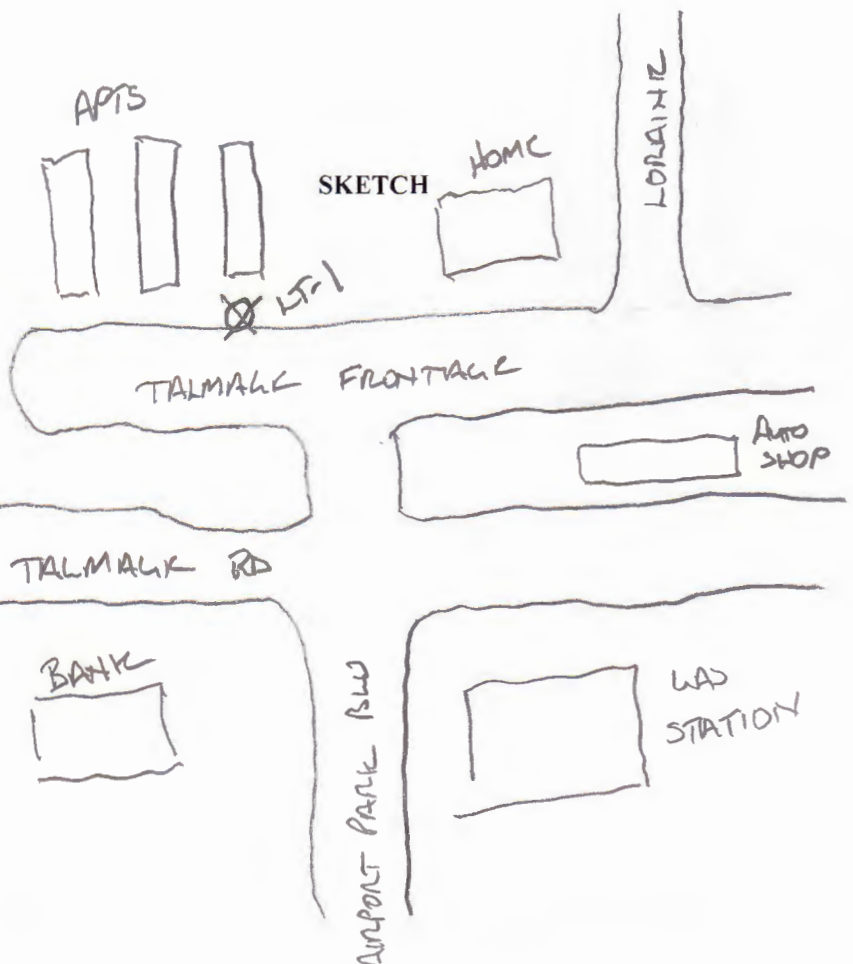 APTS
SKETCH
HOME
LORAINE
LT-1
TALMAGE FRONTAGE
AUTO
SHOP
TALMAGE RD
BANK
AIRPORT PARK BLVD
GAS
STATION